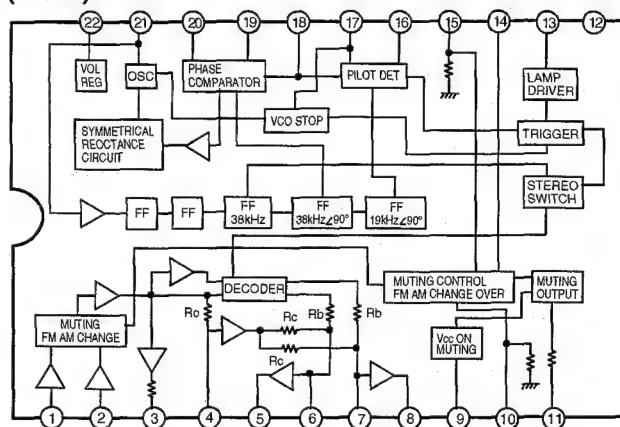 22 21 20 19 18 17 16 15 14 13 12
VOL
REG
OSC
PHASE
COMPARATOR
PILOT DET
LAMP
DRIVER
SYMMETRICAL
REOCTANCE
CIRCUIT
VCO STOP
TRIGGER
STEREO
SWITCH
FF
FF
FF
38kHz
FF
38kHz∠90°
FF
19kHz∠90°
DECODER
MUTING CONTROL
FM AM CHANGE OVER
MUTING
OUTPUT
Ro
Rc
Rb
Rb
MUTING
FM AM CHANGE
Rc
Vcc ON
MUTING
1 2 3 4 5 6 7 8 9 10 11